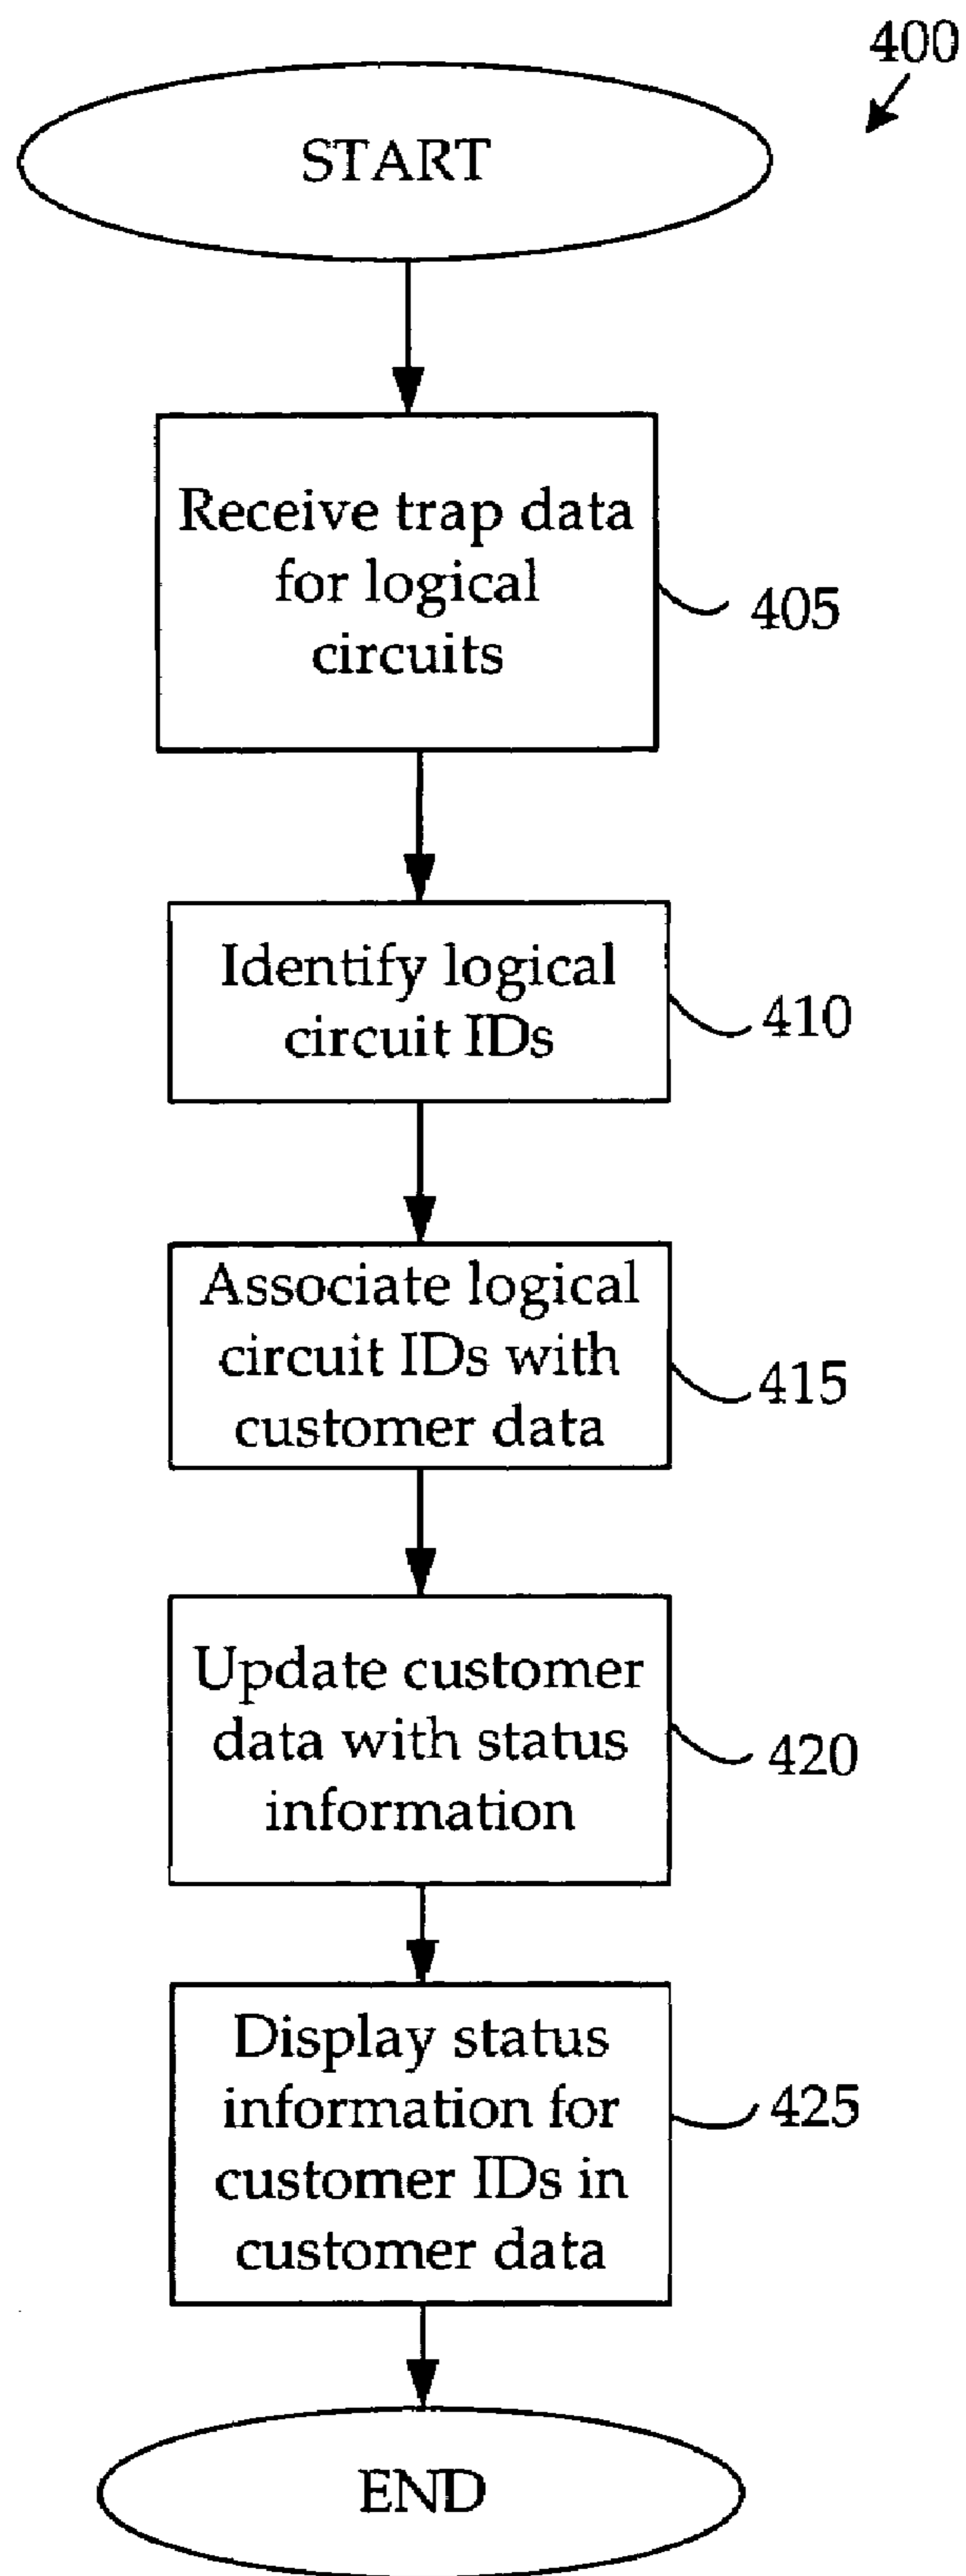 400
START
Receive trap data
for logical
circuits
405
Identify logical
circuit IDs
410
Associate logical
circuit IDs with
customer data
415
Update customer
data with status
information
420
Display status
information for
customer IDs in
customer data
425
END